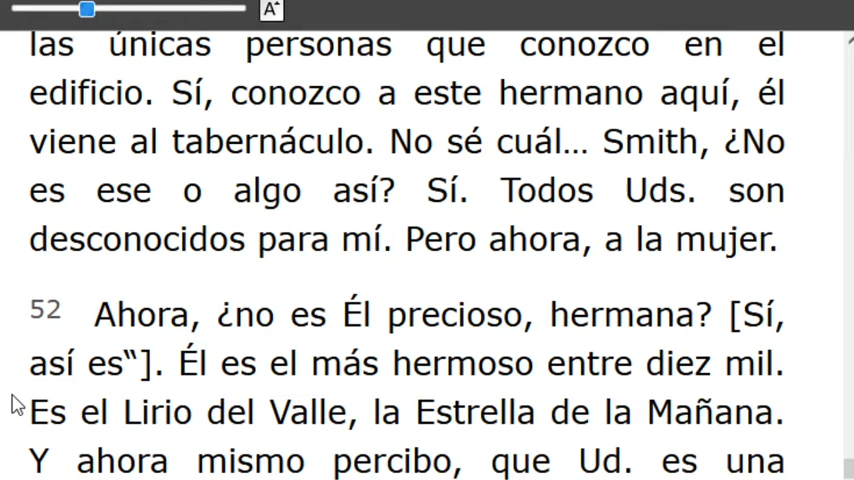 A
las únicas personas que conozco en el
edificio. Sí, conozco a este hermano aquí, él
viene al tabernáculo. No sé cuál... Smith, ¿No
es ese o algo así? Sí. Todos Uds. son
desconocidos para mí. Pero ahora, a la mujer.
52 Ahora, ¿no es Él precioso, hermana? [Sí,
así es‟]. Él es el más hermoso entre diez mil.
Es el Lirio del Valle, la Estrella de la Mañana.
Y ahora mismo percibo, que Ud. es una